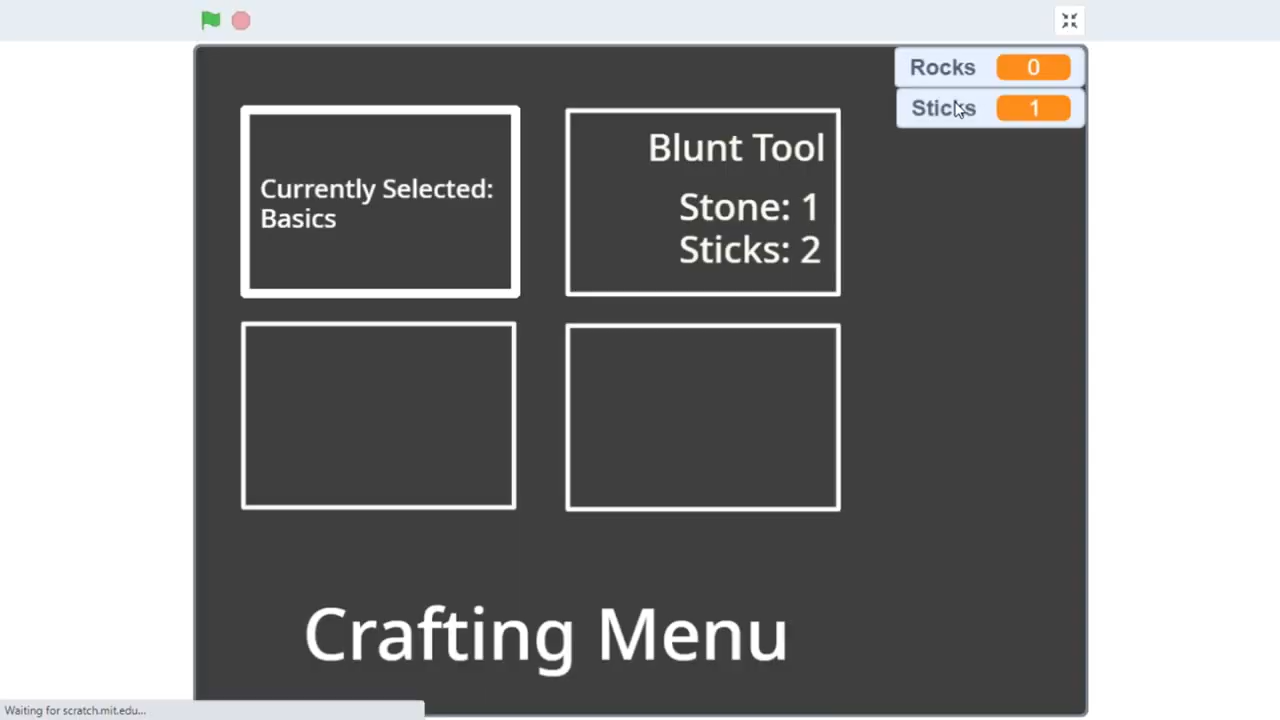 Rocks 0
Sticks 1
Currently Selected:
Basics
Blunt Tool
Stone: 1
Sticks: 2
Crafting Menu
Waiting for scratch.mit.edu...